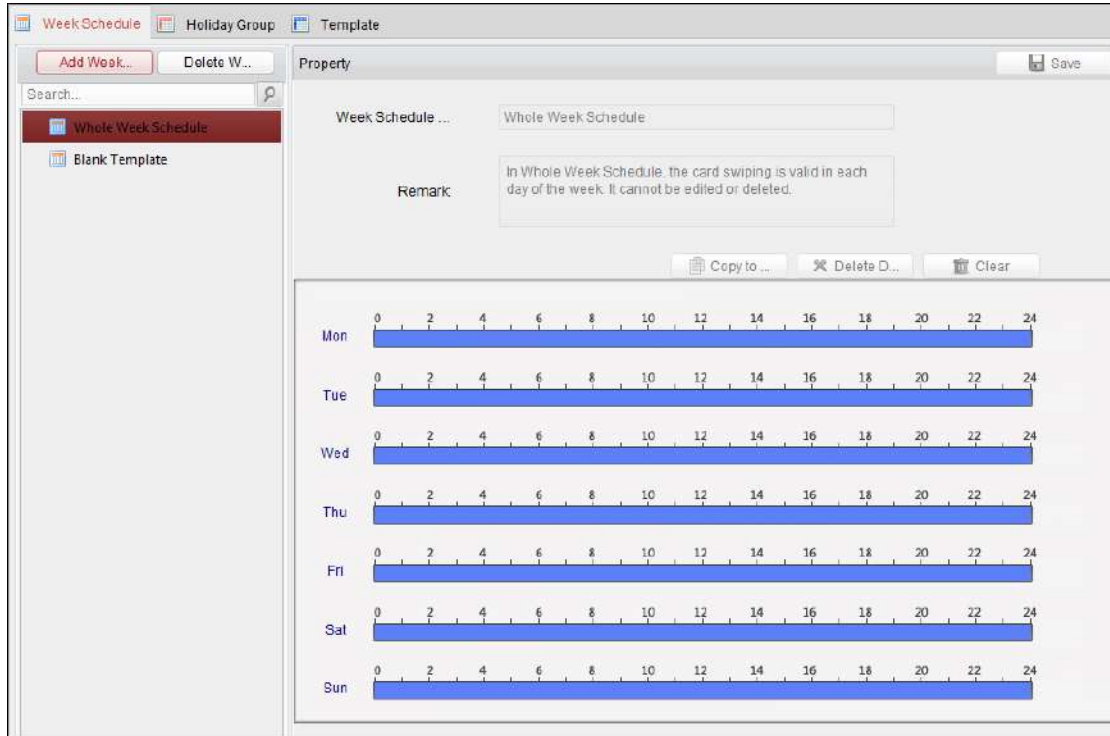 Week Schedule Holiday Group Template
Add Week... Delete W...
Property
Save
Search...
Whole Week Schedule
Blank Template
Week Schedule ...
Whole Week Schedule
Remark:
In Whole Week Schedule, the card swiping is valid in each
day of the week. It cannot be edited or deleted.
Copy to ... Delete D... Clear
0 2 4 6 8 10 12 14 16 18 20 22 24
Mon
0 2 4 6 8 10 12 14 16 18 20 22 24
Tue
0 2 4 6 8 10 12 14 16 18 20 22 24
Wed
0 2 4 6 8 10 12 14 16 18 20 22 24
Thu
0 2 4 6 8 10 12 14 16 18 20 22 24
Fri
0 2 4 6 8 10 12 14 16 18 20 22 24
Sat
0 2 4 6 8 10 12 14 16 18 20 22 24
Sun